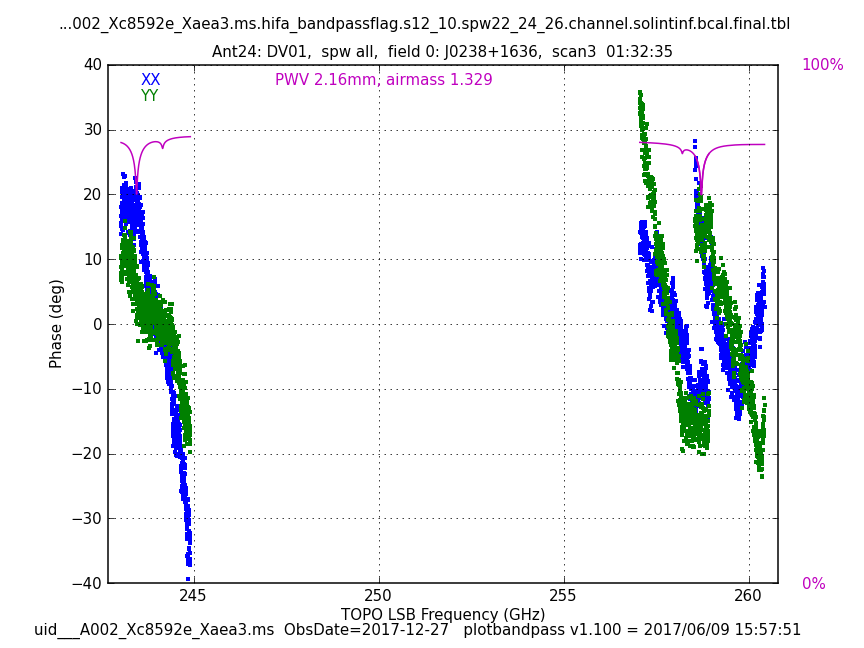 ...002_Xc8592e_Xaea3.ms.hifa_bandpassflag.s12_10.spw22_24_26.channel.solintinf.bcal.final.tbl
Ant24: DV01,  spw all,  field 0: J0238+1636,  scan3  01:32:35
40 100%
XX PWV 2.16mm, airmass 1.329
YY
30
20
10
0
Phase (deg)
−10
−20
−30
−40 0%
245 250 255 260
TOPO LSB Frequency (GHz)
uid___A002_Xc8592e_Xaea3.ms  ObsDate=2017-12-27   plotbandpass v1.100 = 2017/06/09 15:57:51